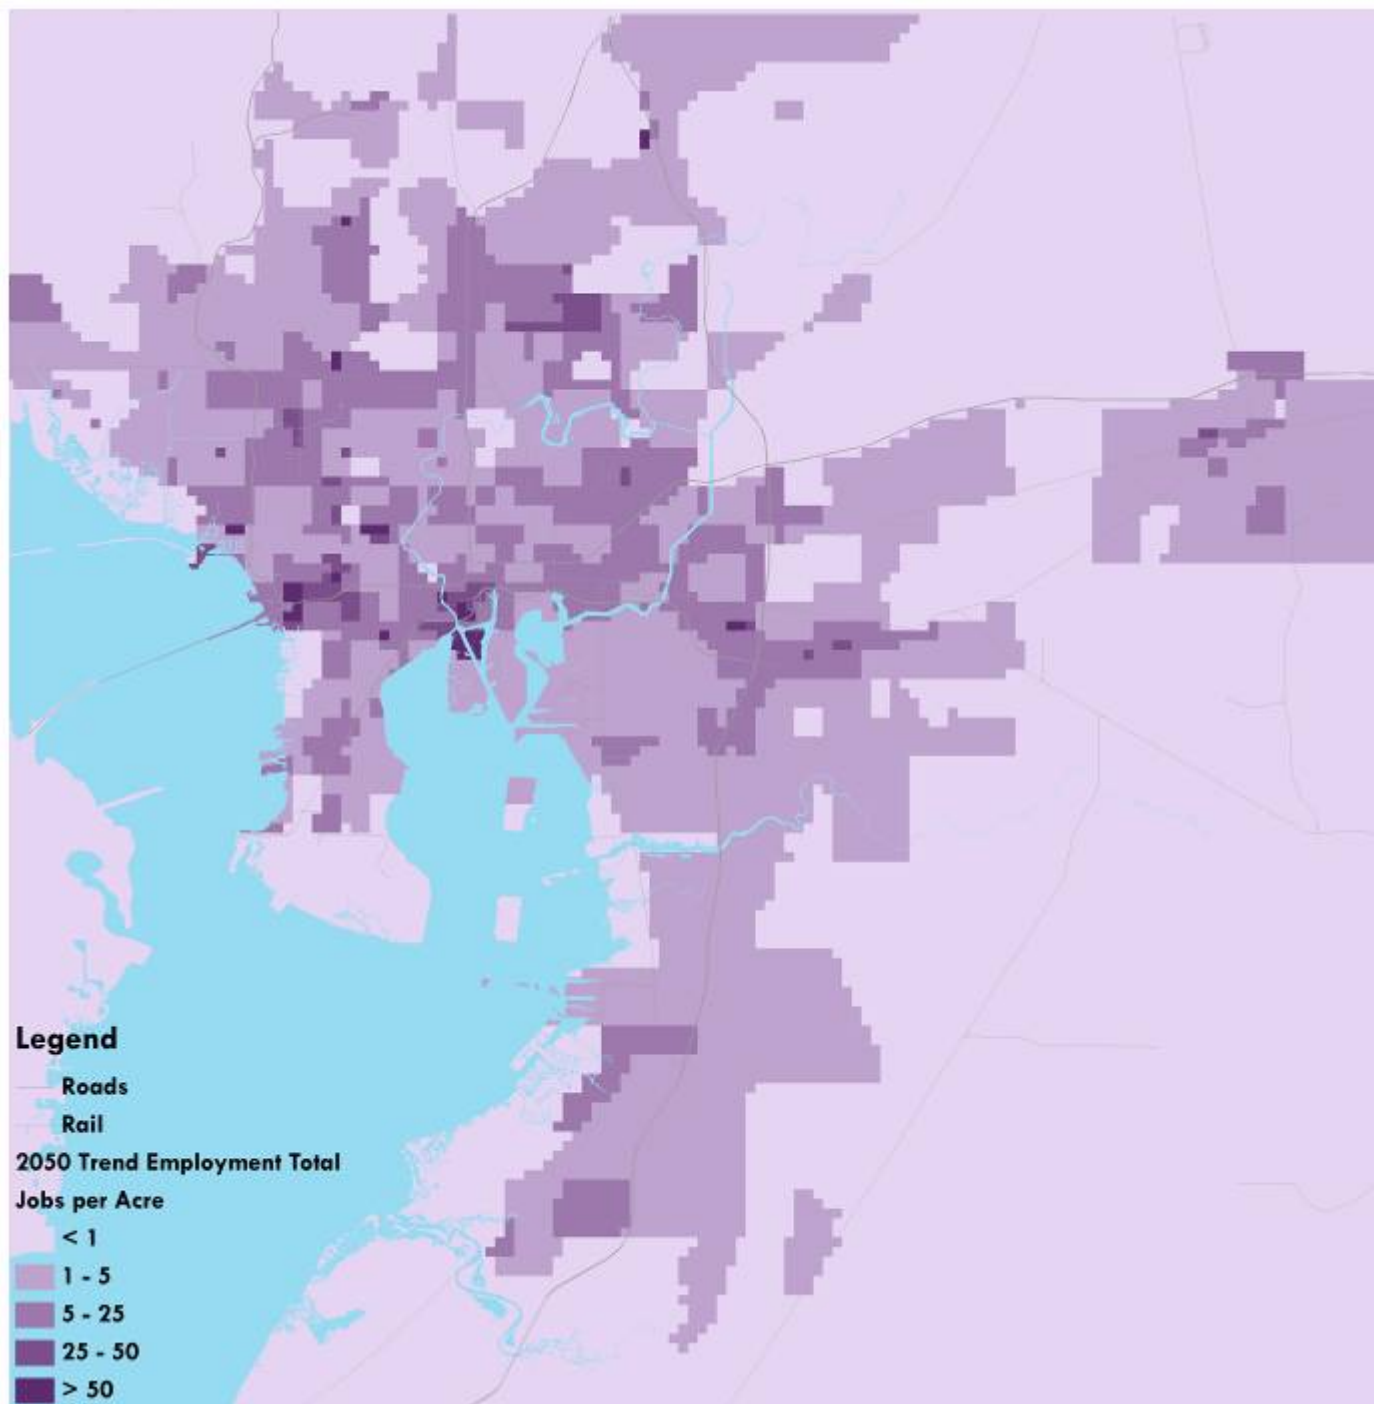 Legend
Roads
Rail
2050 Trend Employment Total
Jobs per Acre
< 1
1 - 5
5 - 25
25 - 50
> 50